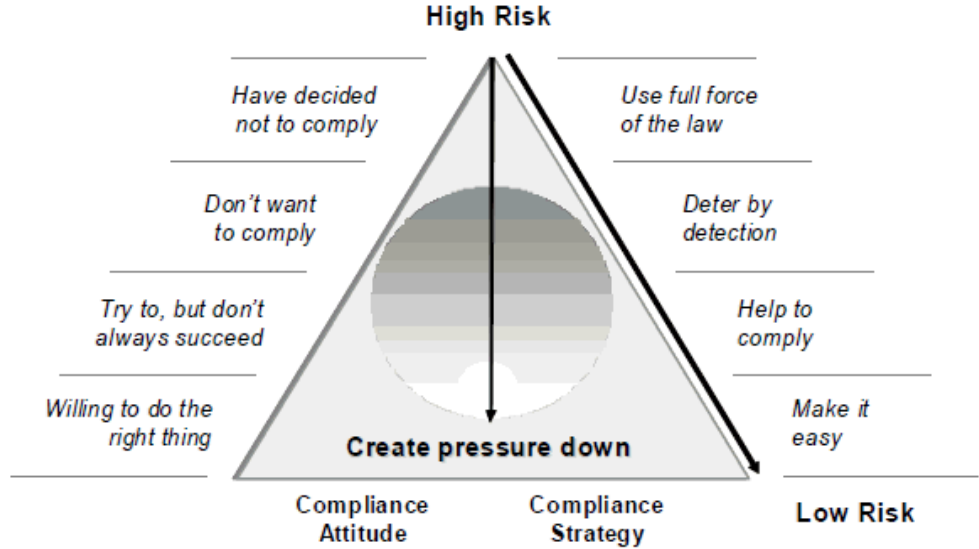 High Risk
Have decided
not to comply
Use full force
of the law
Don't want
to comply
Deter by
detection
Try to, but don't
always succeed
Help to
comply
Willing to do the
right thing
Make it
easy
Create pressure down
Compliance
Attitude
Compliance
Strategy
Low Risk